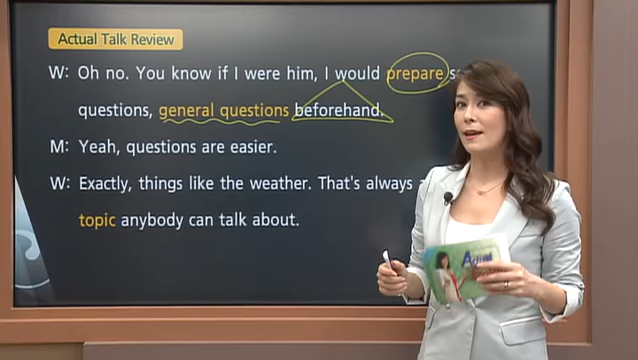 Actual Talk Review
W: Oh no. You know if I were him, I would prepare
questions, general questions beforehand.
M: Yeah, questions are easier.
W: Exactly, things like the weather. That's always
topic anybody can talk about.
Actual